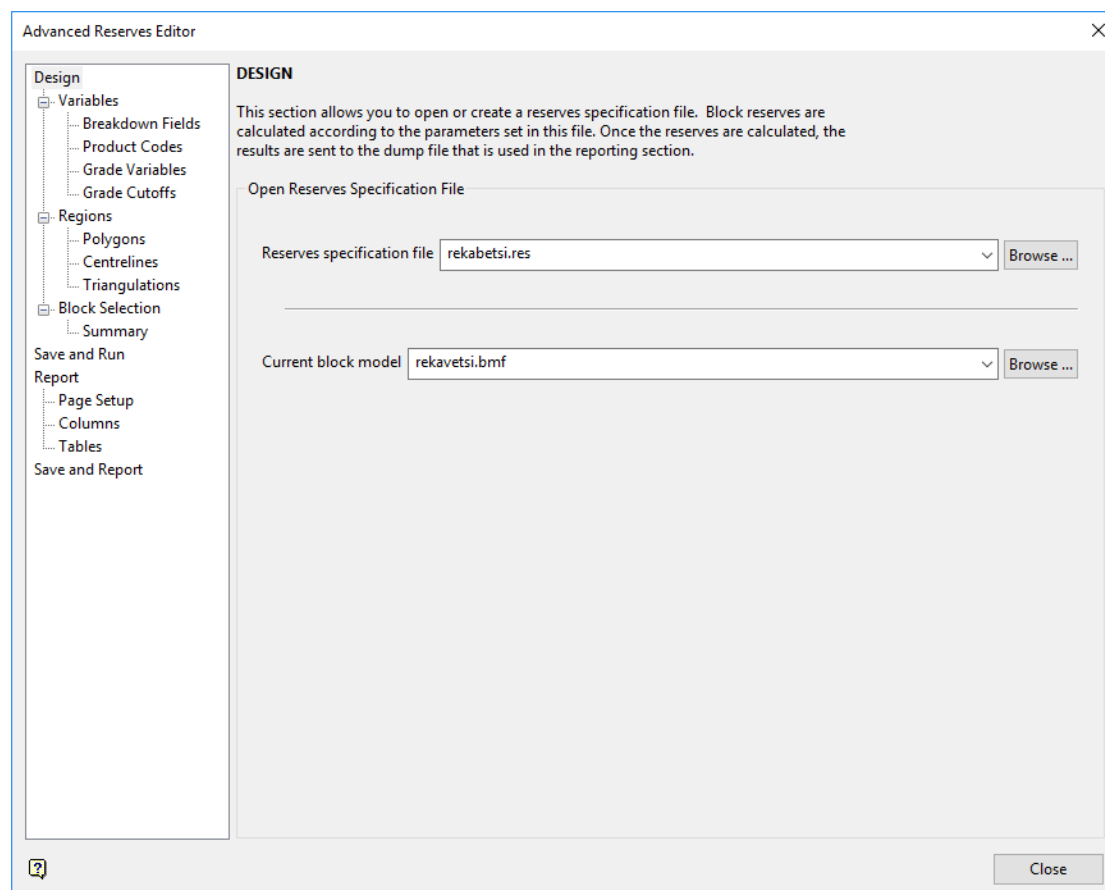 Advanced Reserves Editor
Design
Variables
Breakdown Fields
Product Codes
Grade Variables
Grade Cutoffs
Regions
Polygons
Centrelines
Triangulations
Block Selection
Summary
Save and Run
Report
Page Setup
Columns
Tables
Save and Report
DESIGN
This section allows you to open or create a reserves specification file. Block reserves are
calculated according to the parameters set in this file. Once the reserves are calculated, the
results are sent to the dump file that is used in the reporting section.
Open Reserves Specification File
Reserves specification file rekabetsi.res Browse ...
Current block model rekavetsi.bmf Browse ...
?
Close